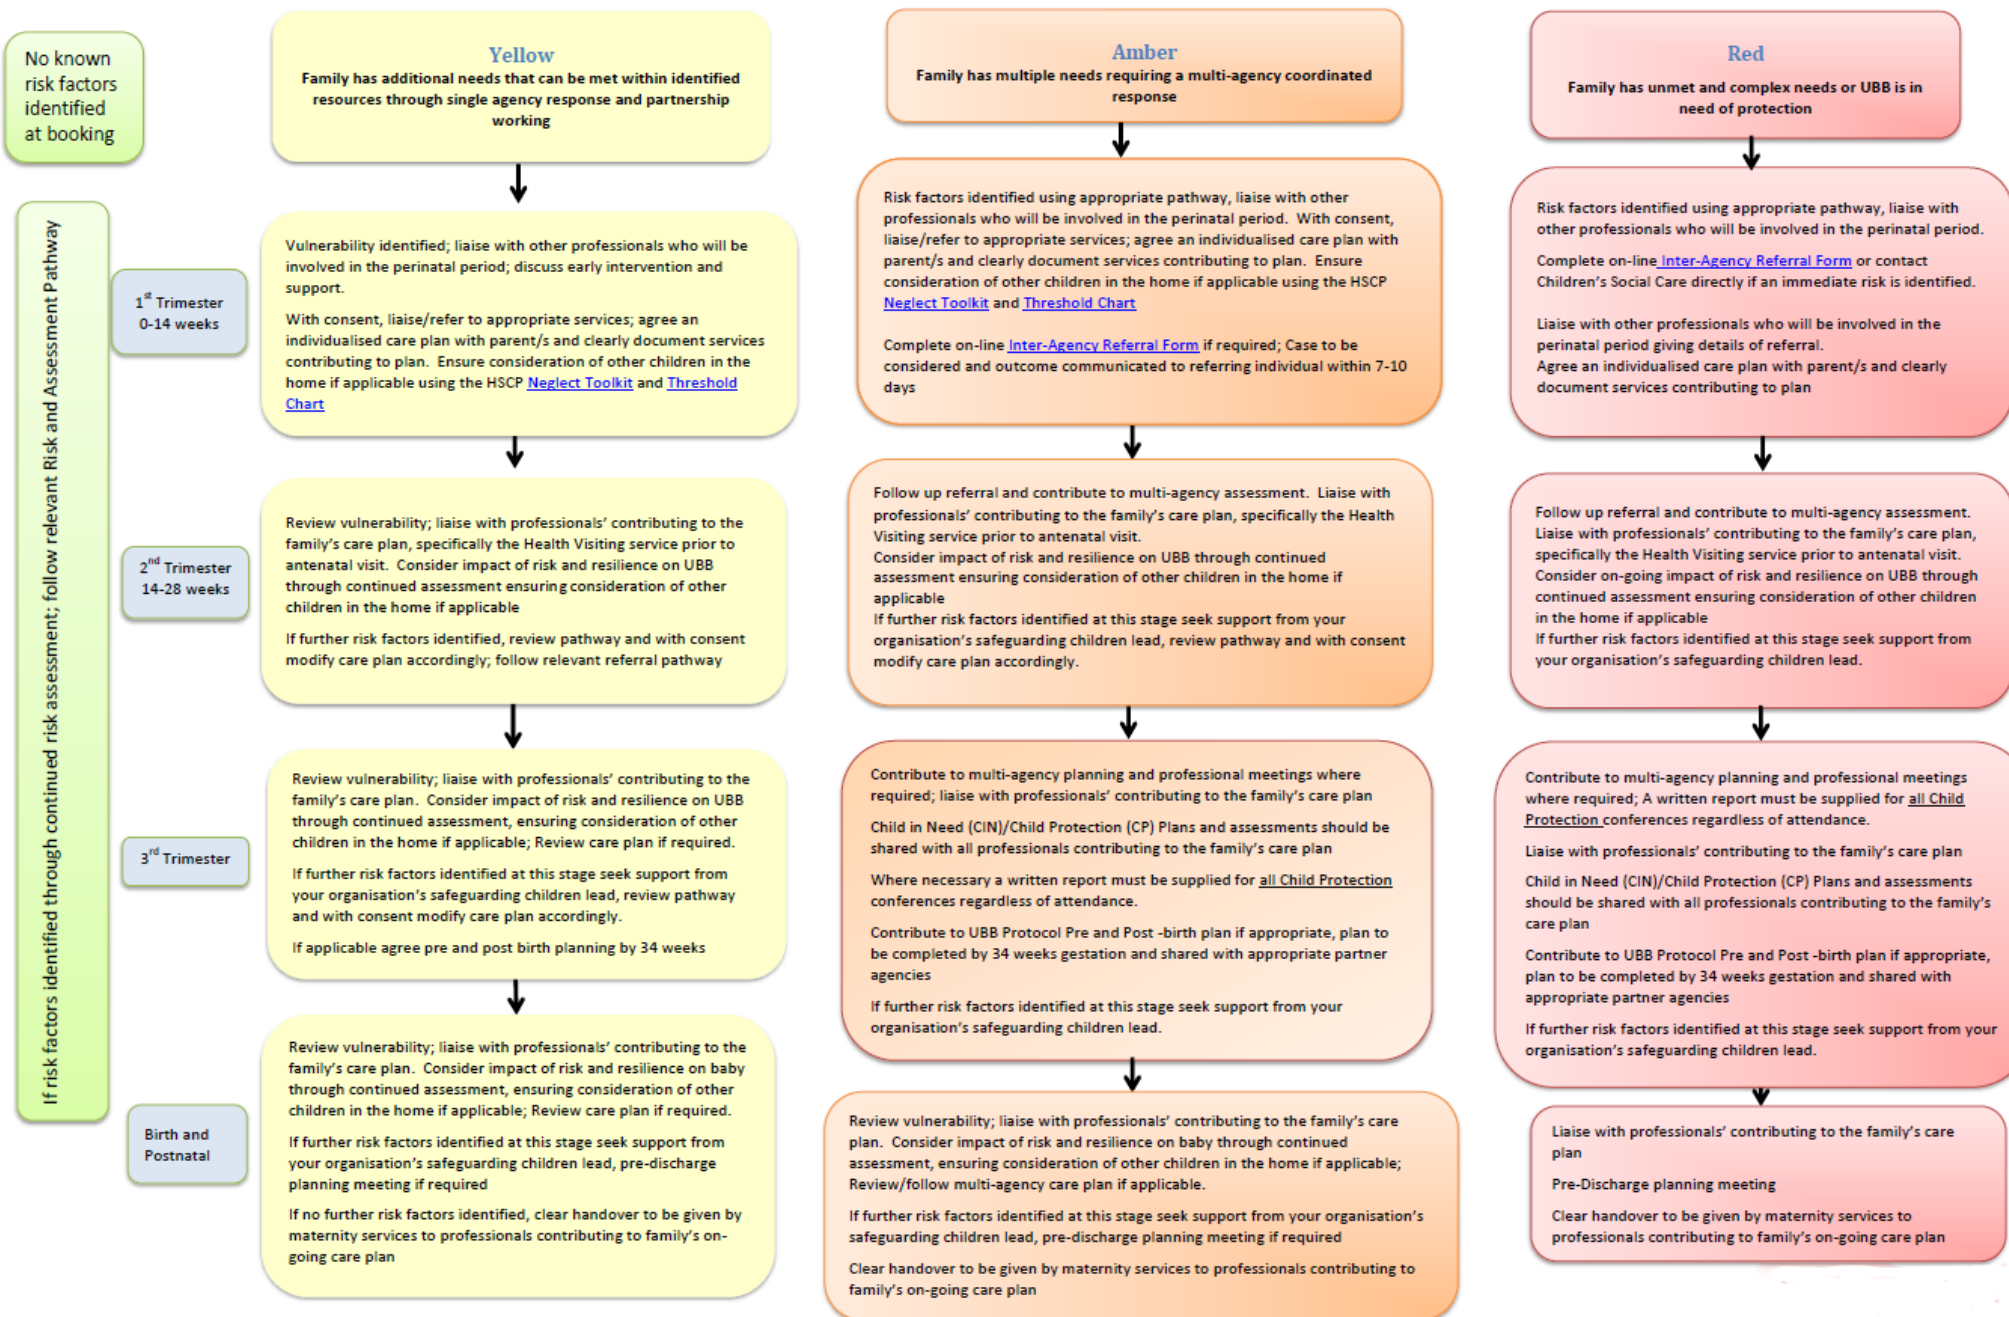 No known
risk factors
identified
at booking
If risk factors identified through continued risk assessment; follow relevant Risk and Assessment Pathway
1st Trimester
0-14 weeks
2nd Trimester
14-28 weeks
3rd Trimester
Birth and
Postnatal
Yellow
Family has additional needs that can be met within identified
resources through single agency response and partnership
working
Vulnerability identified; liaise with other professionals who will be
involved in the perinatal period; discuss early intervention and
support.
With consent, liaise/refer to appropriate services; agree an
individualised care plan with parent/s and clearly document services
contributing to plan. Ensure consideration of other children in the
home if applicable using the HSCP Neglect Toolkit and Threshold
Chart
Review vulnerability; liaise with professionals' contributing to the
family's care plan, specifically the Health Visiting service prior to
antenatal visit. Consider impact of risk and resilience on UBB
through continued assessment ensuring consideration of other
children in the home if applicable
If further risk factors identified, review pathway and with consent
modify care plan accordingly; follow relevant referral pathway
Review vulnerability; liaise with professionals' contributing to the
family's care plan. Consider impact of risk and resilience on UBB
through continued assessment, ensuring consideration of other
children in the home if applicable; Review care plan if required.
If further risk factors identified at this stage seek support from
your organisation's safeguarding children lead, review pathway
and with consent modify care plan accordingly.
If applicable agree pre and post birth planning by 34 weeks
Review vulnerability; liaise with professionals' contributing to the
family's care plan. Consider impact of risk and resilience on baby
through continued assessment, ensuring consideration of other
children in the home if applicable; Review care plan if required.
If further risk factors identified at this stage seek support from
your organisation's safeguarding children lead, pre-discharge
planning meeting if required
If no further risk factors identified, clear handover to be given by
maternity services to professionals contributing to family's on-
going care plan
Amber
Family has multiple needs requiring a multi-agency coordinated
response
Risk factors identified using appropriate pathway, liaise with other
professionals who will be involved in the perinatal period. With consent,
liaise/refer to appropriate services; agree an individualised care plan with
parent/s and clearly document services contributing to plan. Ensure
consideration of other children in the home if applicable using the HSCP
Neglect Toolkit and Threshold Chart
Complete on-line Inter-Agency Referral Form if required; Case to be
considered and outcome communicated to referring individual within 7-10
days
Follow up referral and contribute to multi-agency assessment. Liaise with
professionals' contributing to the family's care plan, specifically the Health
Visiting service prior to antenatal visit.
Consider impact of risk and resilience on UBB through continued
assessment ensuring consideration of other children in the home if
applicable
If further risk factors identified at this stage seek support from your
organisation's safeguarding children lead, review pathway and with consent
modify care plan accordingly.
Contribute to multi-agency planning and professional meetings where
required; liaise with professionals' contributing to the family's care plan
Child in Need (CIN)/Child Protection (CP) Plans and assessments should be
shared with all professionals contributing to the family's care plan
Where necessary a written report must be supplied for all Child Protection
conferences regardless of attendance.
Contribute to UBB Protocol Pre and Post -birth plan if appropriate, plan to
be completed by 34 weeks gestation and shared with appropriate partner
agencies
If further risk factors identified at this stage seek support from your
organisation's safeguarding children lead.
Review vulnerability; liaise with professionals' contributing to the family's care
plan. Consider impact of risk and resilience on baby through continued
assessment, ensuring consideration of other children in the home if applicable;
Review/follow multi-agency care plan if applicable.
If further risk factors identified at this stage seek support from your organisation's
safeguarding children lead, pre-discharge planning meeting if required
Clear handover to be given by maternity services to professionals contributing to
family's on-going care plan
Red
Family has unmet and complex needs or UBB is in
need of protection
Risk factors identified using appropriate pathway, liaise with
other professionals who will be involved in the perinatal period.
Complete on-line Inter-Agency Referral Form or contact
Children's Social Care directly if an immediate risk is identified.
Liaise with other professionals who will be involved in the
perinatal period giving details of referral.
Agree an individualised care plan with parent/s and clearly
document services contributing to plan
Follow up referral and contribute to multi-agency assessment.
Liaise with professionals' contributing to the family's care plan,
specifically the Health Visiting service prior to antenatal visit.
Consider on-going impact of risk and resilience on UBB through
continued assessment ensuring consideration of other children
in the home if applicable
If further risk factors identified at this stage seek support from
your organisation's safeguarding children lead.
Contribute to multi-agency planning and professional meetings
where required; A written report must be supplied for all Child
Protection conferences regardless of attendance.
Liaise with professionals' contributing to the family's care plan
Child in Need (CIN)/Child Protection (CP) Plans and assessments
should be shared with all professionals contributing to the family's
care plan
Contribute to UBB Protocol Pre and Post -birth plan if appropriate,
plan to be completed by 34 weeks gestation and shared with
appropriate partner agencies
If further risk factors identified at this stage seek support from your
organisation's safeguarding children lead.
Liaise with professionals' contributing to the family's care
plan
Pre-Discharge planning meeting
Clear handover to be given by maternity services to
professionals contributing to family's on-going care plan